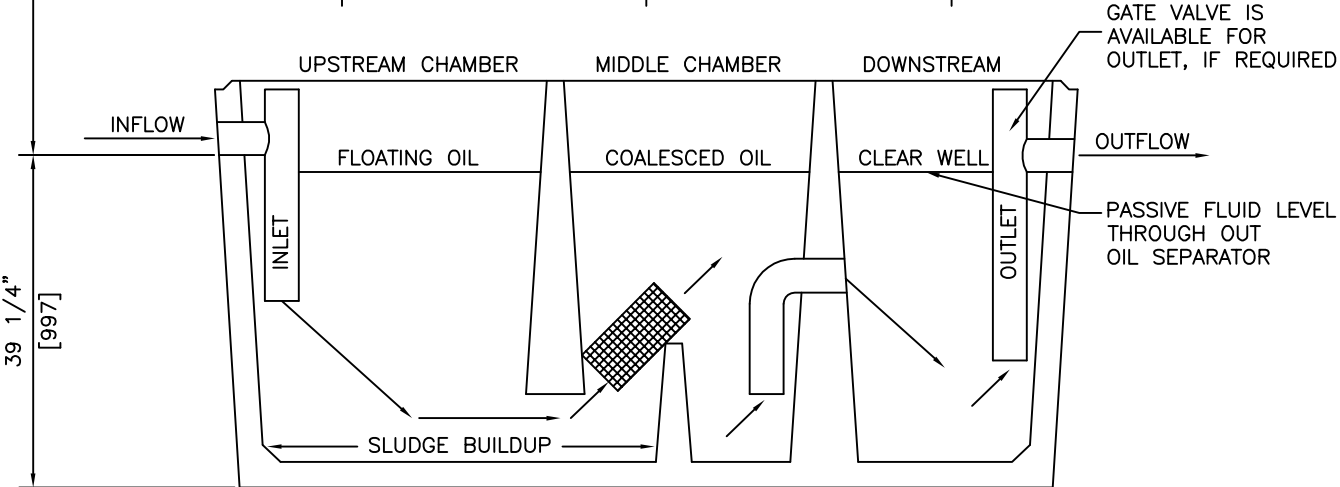 GATE VALVE IS
AVAILABLE FOR
OUTLET, IF REQUIRED
UPSTREAM CHAMBER
MIDDLE CHAMBER
DOWNSTREAM
INFLOW
OUTFLOW
FLOATING OIL
COALESCED OIL
CLEAR WELL
INLET
OUTLET
PASSIVE FLUID LEVEL
THROUGH OUT
OIL SEPARATOR
39 1/4"
[997]
SLUDGE BUILDUP